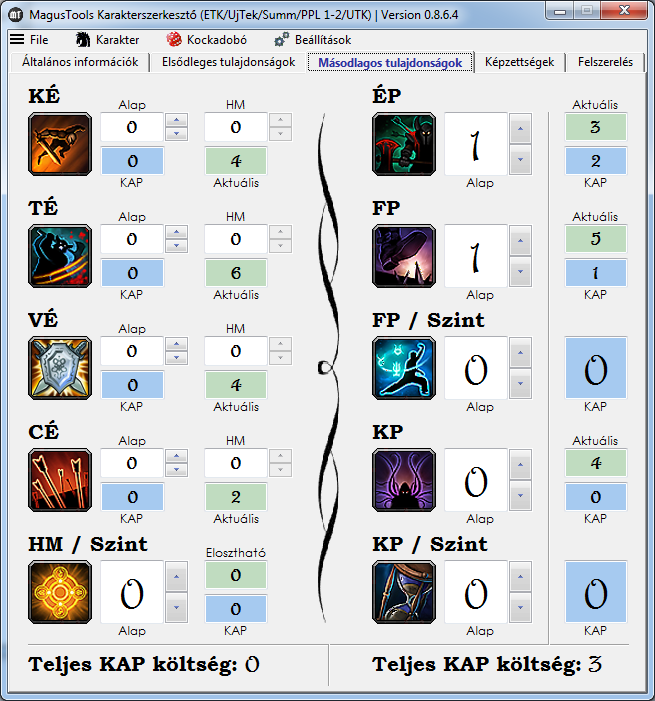 MT MagusTools Karakterszerkesztő (ETK/UjTek/Summ/PPL 1-2/UTK) | Version 0.8.6.4
File Karakter Kockadobó Beállítások
Általános információk Elsődleges tulajdonságok Másodlagos tulajdonságok Képzettségek Felszerelés
KÉ
Alap HM
0 0
0 4
KAP Aktuális
TÉ
Alap HM
0 0
0 6
KAP Aktuális
VÉ
Alap HM
0 0
0 4
KAP Aktuális
CÉ
Alap HM
0 0
0 2
KAP Aktuális
HM / Szint
Elosztható
0 0
0
Alap KAP
Teljes KAP költség: 0
ÉP
Aktuális
1 3
2
Alap KAP
FP
Aktuális
1 5
1
Alap KAP
FP / Szint
0 0
Alap KAP
KP
Aktuális
0 4
0
Alap KAP
KP / Szint
0 0
Alap KAP
Teljes KAP költség: 3